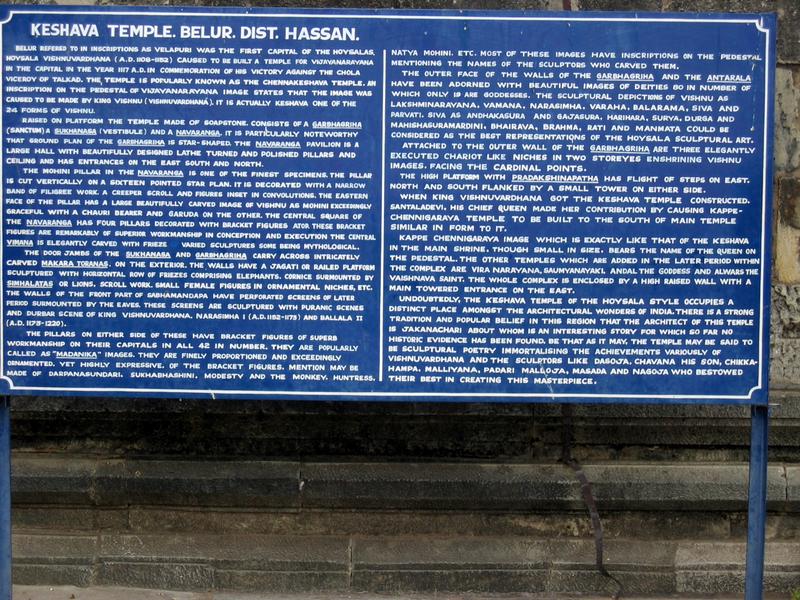 KESHAVA TEMPLE. BELUR. DIST. HASSAN.
BELUR REFERED TO IN INSCRIPTIONS AS VELAPURI WAS THE FIRST CAPITAL OF THE HOYSALAS.
HOYSALA VISHNUVARDHANA (A.D. 1108-1152) CAUSED TO BE BUILT A TEMPLE FOR VIJAYANARAYANA
IN THE CAPITAL IN THE YEAR 1117 A.D. IN COMMEMORATION OF HIS VICTORY AGAINST THE CHOLA
VICEROY OF TALKAD. THE TEMPLE IS POPULARLY KNOWN AS THE CHENNAKESHAVA TEMPLE. AN
INSCRIPTION ON THE PEDESTAL OF VIJAYANARAYANA IMAGE STATES THAT THE IMAGE WAS
CAUSED TO BE MADE BY KING VISHNU (VISHNUVARDHANA). IT IS ACTUALLY KESHAVA ONE OF THE
24 FORMS OF VISHNU.
RAISED ON PLATFORM THE TEMPLE MADE OF SOAPSTONE. CONSISTS OF A GARBHAGRIHA
(SANCTUM) A SUKHANASA (VESTIBULE) AND A NAVARANGA. IT IS PARTICULARLY NOTEWORTHY
THAT GROUND PLAN OF THE GARBHAGRIHA IS STAR-SHAPED. THE NAVARANGA PAVILION IS A
LARGE HALL WITH BEAUTIFULLY DESIGNED LATHE TURNED AND POLISHED PILLARS AND
CEILING AND HAS ENTRANCES ON THE EAST SOUTH AND NORTH.
THE MOHINI PILLAR IN THE NAVARANGA IS ONE OF THE FINEST SPECIMENS. THE PILLAR
IS CUT VERTICALLY ON A SIXTEEN POINTED STAR PLAN. IT IS DECORATED WITH A NARROW
BAND OF FILIGREE WORK. A CREEPER SCROLL AND FIGURES INSET IN CONVOLUTIONS. THE EASTERN
FACE OF THE PILLAR HAS A LARGE BEAUTIFULLY CARVED IMAGE OF VISHNU AS MOHINI EXCEEDINGLY
GRACEFUL WITH A CHAURI BEARER AND GARUDA ON THE OTHER. THE CENTRAL SQUARE OF
THE NAVARANGA HAS FOUR PILLARS DECORATED WITH BRACKET FIGURES ATOP. THESE BRACKET
FIGURES ARE REMARKABLY OF SUPERIOR WORKMANSHIP IN CONCEPTION AND EXECUTION THE CENTRAL
VIMANA IS ELEGANTLY CARVED WITH FRIEZE VARIED SCULPTURES SOME BEING MYTHOLOGICAL.
THE DOOR JAMBS OF THE SUKHANASA AND GARBHAGRIHA CARRY ACROSS INTRICATELY
CARVED MAKARA TORANAS. ON THE EXTERIOR, THE WALLS HAVE A JAGATI OR RAILED PLATFORM
SCULPTURED WITH HORIZONTAL ROW OF FRIEZES COMPRISING ELEPHANTS. CORNICE SURMOUNTED BY
SIMHALATAS OR LIONS. SCROLL WORK. SMALL FEMALE FIGURES IN ORNAMENTAL NICHES, ETC.
THE WALLS OF THE FRONT PART OF SABHAMANDAPA HAVE PERFORATED SCREENS OF LATER
PERIOD SURMOUNTED BY THE EAVES. THESE SCREENS ARE SCULPTURED WITH PURANIC SCENES
AND DURBAR SCENE OF KING VISHNUVARDHANA. NARASIMHA I (A.D. 1152-1173) AND BALLALA II
(A.D. 1173-1220).
THE PILLARS ON EITHER SIDE OF THESE HAVE BRACKET FIGURES OF SUPERB
WORKMANSHIP ON THEIR CAPITALS IN ALL 42 IN NUMBER. THEY ARE POPULARLY
CALLED AS "MADANIKA" IMAGES. THEY ARE FINELY PROPORTIONED AND EXCEEDINGLY
ORNAMENTED. YET HIGHLY EXPRESSIVE. OF THE BRACKET FIGURES. MENTION MAY BE
MADE OF DARPANASUNDARI. SUKHABHASHINI. MODESTY AND THE MONKEY. HUNTRESS.
NATYA MOHINI. ETC. MOST OF THESE IMAGES HAVE INSCRIPTIONS ON THE PEDESTAL
MENTIONING THE NAMES OF THE SCULPTORS WHO CARVED THEM.
THE OUTER FACE OF THE WALLS OF THE GARBHAGRIHA AND THE ANTARALA
HAVE BEEN ADORNED WITH BEAUTIFUL IMAGES OF DEITIES 80 IN NUMBER OF
WHICH ONLY 19 ARE GODDESSES. THE SCULPTURAL DEPICTIONS OF VISHNU AS
LAKSHMINARAYANA, VAMANA, NARASIMHA, VARAHA, BALARANA, SIVA AND
PARVATI. SIVA AS ANDHAKASURA AND GAJASURA, HARIHARA, SURYA, DURGA AND
MAHISHASURAMARDINI, BHAIRAVA, BRAHMA, RATI AND MANMATA COULD BE
CONSIDERED AS THE BEST REPRESENTATIONS OF THE HOYSALA SCULPTURAL ART.
ATTACHED TO THE OUTER WALL OF THE GARBHAGRIHA ARE THREE ELEGANTLY
EXECUTED CHARIOT LIKE NICHES IN TWO STOREYES ENSHRINING VISHNU
IMAGES. FACING THE CARDINAL POINTS.
THE HIGH PLATFORM WITH PRADAKSHINAPATHA HAS FLIGHT OF STEPS ON EAST.
NORTH AND SOUTH FLANKED BY A SMALL TOWER ON EITHER SIDE.
WHEN KING VISHNUVARDHANA GOT THE KESHAVA TEMPLE CONSTRUCTED.
SANTALADEVI. HIS CHIEF QUEEN MADE HER CONTRIBUTION BY CAUSING KAPPE-
CHENNIGARAYA TEMPLE TO BE BUILT TO THE SOUTH OF MAIN TEMPLE
SIMILAR IN FORM TO IT.
KAPPE CHENNIGRAYA IMAGE WHICH IS EXACTLY LIKE THAT OF THE KESHAVA
IN THE MAIN SHRINE. THOUGH SMALL IN SIZE. BEARS THE NAME OF THE QUEEN ON
THE PEDESTAL. THE OTHER TEMPLES WHICH ARE ADDED IN THE LATER PERIOD WITHIN
THE COMPLEX ARE VIRA NARAYANA, SAUMYANAYAKI. ANDAL THE GODDESS AND ALWARS THE
VAISHNAVA SAINT. THE WHOLE COMPLEX IS ENCLOSED BY A HIGH RAISED WALL WITH A
MAIN TOWERED ENTRANCE ON THE EAST.
UNDOUBTEDLY, THE KESHAVA TEMPLE OF THE HOYSALA STYLE OCCUPIES A
DISTINCT PLACE AMONGST THE ARCHITECTURAL WONDERS OF INDIA. THERE IS A STRONG
TRADITION AND POPULAR BELIEF IN THIS REGION THAT THE ARCHITECT OF THIS TEMPLE
IS JAKANACHARI ABOUT WHOM IS AN INTERESTING STORY FOR WHICH SO FAR NO
HISTORIC EVIDENCE HAS BEEN FOUND. BE THAT AS IT MAY. THE TEMPLE MAY BE SAID TO
BE SCULPTURAL POETRY IMMORTALISING THE ACHIEVEMENTS VARIOUSLY OF
VISHNUVARDHANA AND THE SCULPTORS LIKE DASOJA, CHAVANA HIS SON, CHIKKA-
HAMPA. MALLIYANA, PADARI MALLOJA, MASADA AND NAGOJA WHO BESTOWED
THEIR BEST IN CREATING THIS MASTERPIECE.